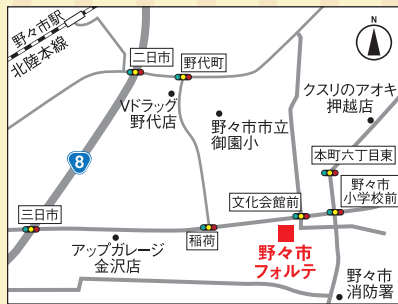 野々市駅
北陸本線
N
二日市
野代町
Vドラッグ
野代店
クスリのアオキ
押越店
野々市市立
御園小
8
本町六丁目東
野々市
小学校前
文化会館前
三日市
稲荷
アップガレージ
金沢店
野々市
フォルテ
野々市
消防署